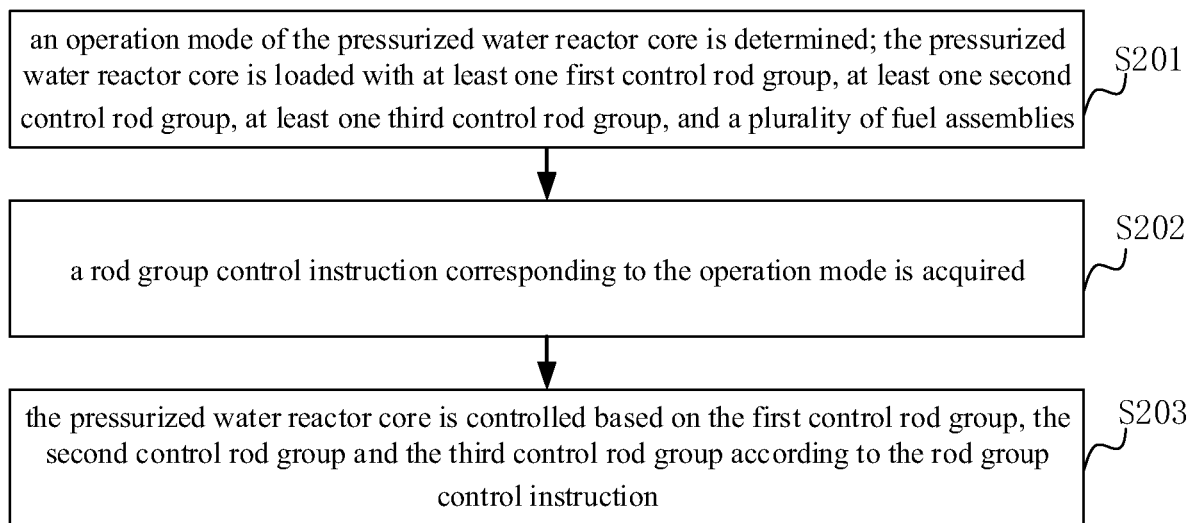 an operation mode of the pressurized water reactor core is determined; the pressurized
water reactor core is loaded with at least one first control rod group, at least one second
control rod group, at least one third control rod group, and a plurality of fuel assemblies
S201
a rod group control instruction corresponding to the operation mode is acquired
S202
the pressurized water reactor core is controlled based on the first control rod group, the
second control rod group and the third control rod group according to the rod group
control instruction
S203